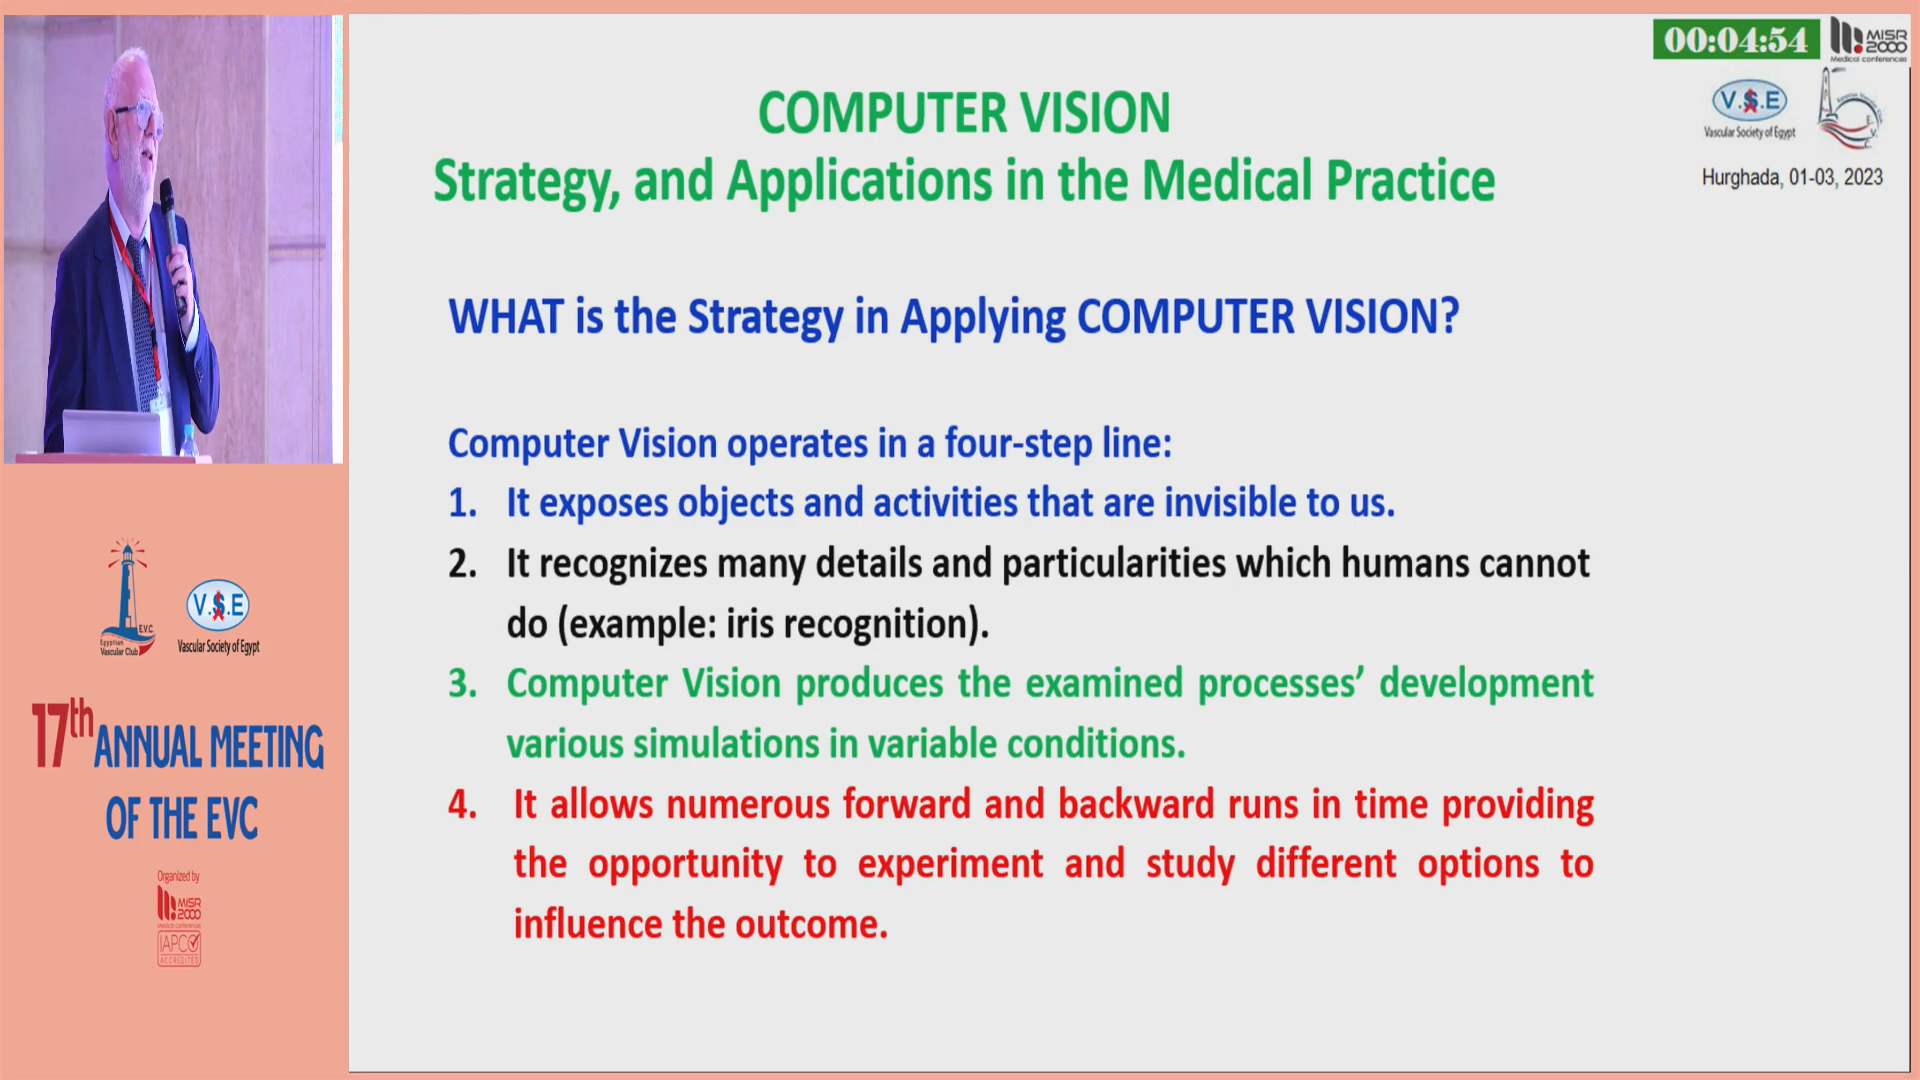 00:04:54
MISR
2000
Medical conferences
V.S.E
Vascular Society of Egypt
Hurghada, 01-03, 2023
COMPUTER VISION
Strategy, and Applications in the Medical Practice
WHAT is the Strategy in Applying COMPUTER VISION?
Computer Vision operates in a four-step line:
1. It exposes objects and activities that are invisible to us.
2. It recognizes many details and particularities which humans cannot
do (example: iris recognition).
3. Computer Vision produces the examined processes’ development
various simulations in variable conditions.
4. It allows numerous forward and backward runs in time providing
the opportunity to experiment and study different options to
influence the outcome.
E.V.C.
Egyptian
Vascular Club
V.S.E
Vascular Society of Egypt
17th ANNUAL MEETING
OF THE EVC
Organized by
MISR
2000
Medical conferences
IAPCO
ACCREDITED